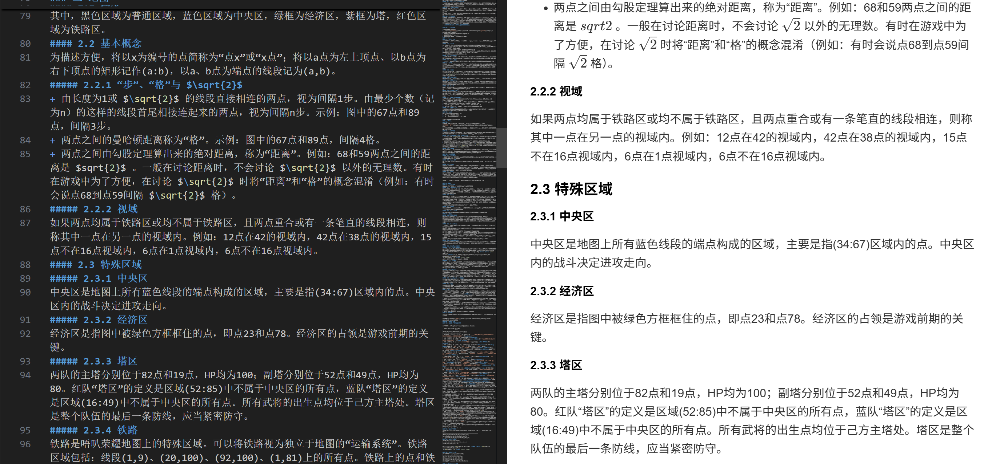 79 其中，黑色区域为普通区域，蓝色区域为中央区，绿框为经济区，紫框为塔，红色区
域为铁路区。
80 #### 2.2 基本概念
81 为描述方便，将以x为编号的点简称为“点x”或“x点”；将以a点为左上顶点、以b点为
右下顶点的矩形记作(a:b)，以a、b点为端点的线段记为(a,b)。
82 ##### 2.2.1 “步”、“格”与 $\sqrt{2}$
83 + 由长度为1或 $\sqrt{2}$ 的线段直接相连的两点，视为间隔1步。由最少个数（记
为n）的这样的线段首尾相接连起来的两点，视为间隔n步。示例：图中的67点和89
点，间隔3步。
84 + 两点之间的曼哈顿距离称为“格”。示例：图中的67点和89点，间隔4格。
85 + 两点之间由勾股定理算出来的绝对距离，称为“距离”。例如：68和59两点之间的距
离是 $sqrt{2}$ 。一般在讨论距离时，不会讨论 $\sqrt{2}$ 以外的无理数。有时
在游戏中为了方便，在讨论 $\sqrt{2}$ 时将“距离”和“格”的概念混淆（例如：有时
会说点68到点59间隔 $\sqrt{2}$ 格）。
86 ##### 2.2.2 视域
87 如果两点均属于铁路区或均不属于铁路区，且两点重合或有一条笔直的线段相连，则
称其中一点在另一点的视域内。例如：12点在42的视域内，42点在38点的视域内，15
点不在16点视域内，6点在1点视域内，6点不在16点视域内。
88 #### 2.3 特殊区域
89 ##### 2.3.1 中央区
90 中央区是地图上所有蓝色线段的端点构成的区域，主要是指(34:67)区域内的点。中央
区内的战斗决定进攻走向。
91 ##### 2.3.2 经济区
92 经济区是指图中被绿色方框框住的点，即点23和点78。经济区的占领是游戏前期的关
键。
93 ##### 2.3.3 塔区
94 两队的主塔分别位于82点和19点，HP均为100；副塔分别位于52点和49点，HP均为
80。红队“塔区”的定义是区域(52:85)中不属于中央区的所有点，蓝队“塔区”的定义
是区域(16:49)中不属于中央区的所有点。所有武将的出生点均位于己方主塔处。塔区
是整个队伍的最后一条防线，应当紧密防守。
95 ##### 2.3.4 铁路
96 铁路是唔叭荣耀地图上的特殊区域。可以将铁路视为独立于地图的“运输系统”。铁路
区域包括：线段(1,9)、(20,100)、(92,100)、(1,81)上的所有点。铁路上的点和铁
• 两点之间由勾股定理算出来的绝对距离，称为“距离”。例如：68和59两点之间的距
离是 sqrt2 。一般在讨论距离时，不会讨论 √2 以外的无理数。有时在游戏中为
了方便，在讨论 √2 时将“距离”和“格”的概念混淆（例如：有时会说点68到点59间
隔 √2 格）。
2.2.2 视域
如果两点均属于铁路区或均不属于铁路区，且两点重合或有一条笔直的线段相连，则称
其中一点在另一点的视域内。例如：12点在42的视域内，42点在38点的视域内，15点
不在16点视域内，6点在1点视域内，6点不在16点视域内。
2.3 特殊区域
2.3.1 中央区
中央区是地图上所有蓝色线段的端点构成的区域，主要是指(34:67)区域内的点。中央区
内的战斗决定进攻走向。
2.3.2 经济区
经济区是指图中被绿色方框框住的点，即点23和点78。经济区的占领是游戏前期的关
键。
2.3.3 塔区
两队的主塔分别位于82点和19点，HP均为100；副塔分别位于52点和49点，HP均为
80。红队“塔区”的定义是区域(52:85)中不属于中央区的所有点，蓝队“塔区”的定义是区
域(16:49)中不属于中央区的所有点。所有武将的出生点均位于己方主塔处。塔区是整个
队伍的最后一条防线，应当紧密防守。